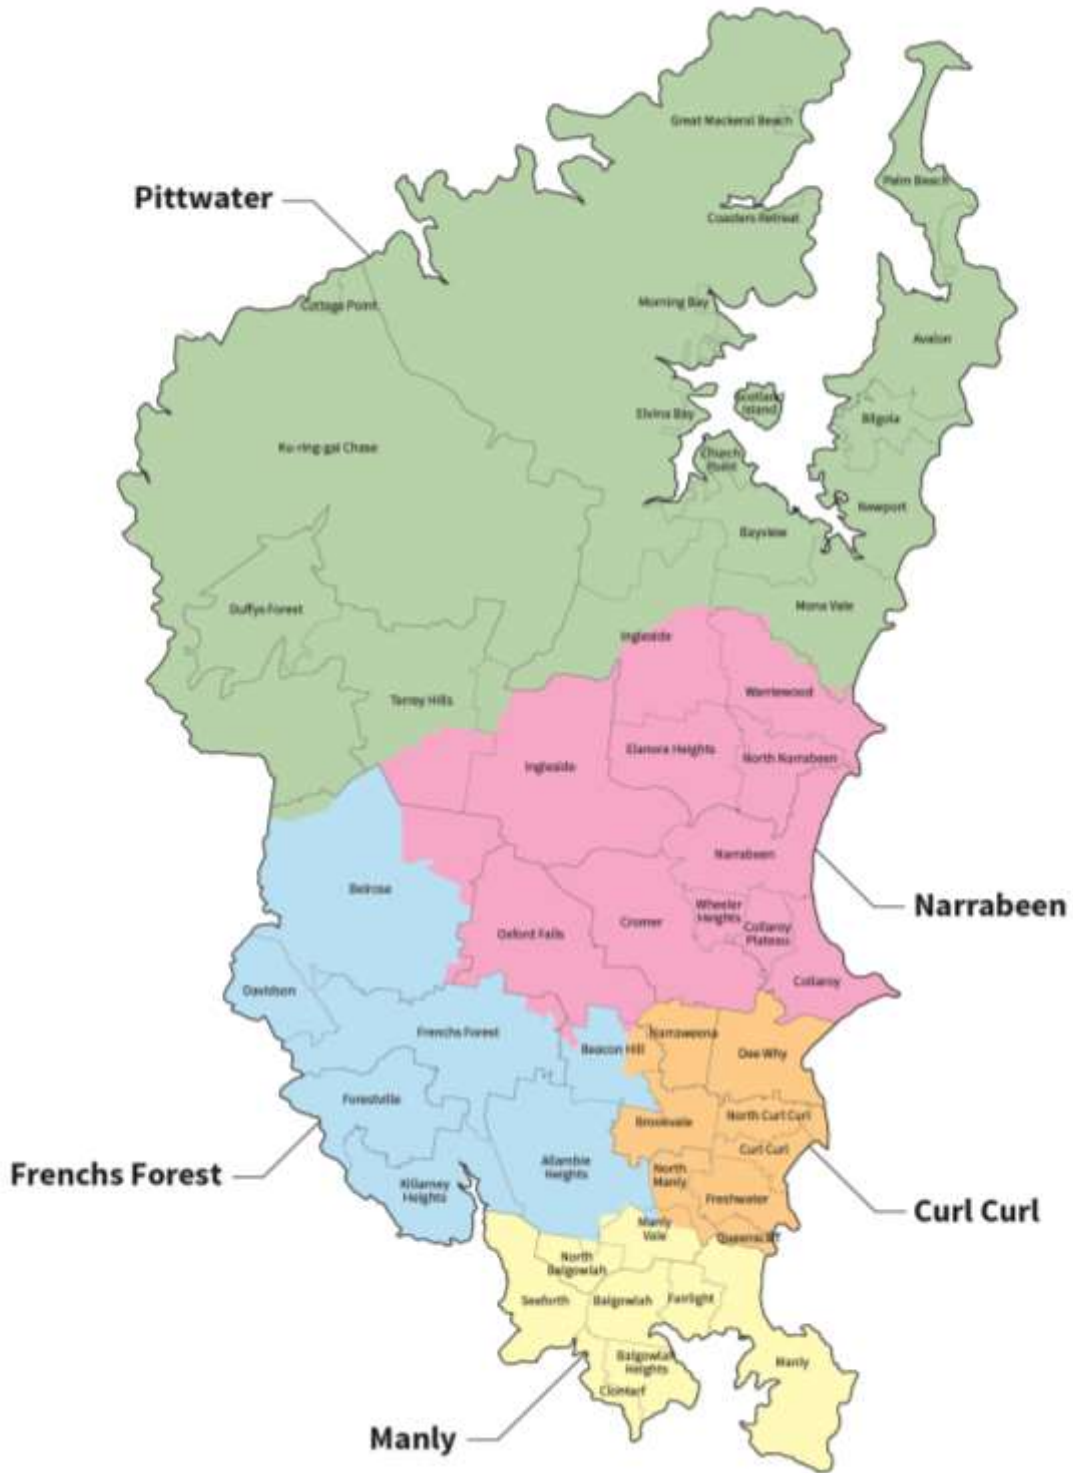 Great Mackeral Beach
Palm Beach
Pittwater
Coasters Retreat
Cottage Point
Morning Bay
Avalon
Scotland
Island
Elvina Bay
Bilgola
Ku-ring-gai Chase
Church
Point
Newport
Bayview
Duffys Forest
Mona Vale
Ingleside
Terrey Hills
Warriewood
Elanora Heights
North Narrabeen
Ingleside
Narrabeen
Belrose
Narrabeen
Wheeler
Heights
Cromer
Collaroy
Plateau
Oxford Falls
Collaroy
Davidson
Frenchs Forest
Narraweena
Beacon Hill
Dee Why
Forestville
North Curl Curl
Brookvale
Curl Curl
Frenchs Forest
Allambie
Heights
North
Manly
Killarney
Heights
Freshwater
Curl Curl
Manly
Vale
Queenscliff
North
Balgowlah
Seaforth
Balgowlah
Fairlight
Balgowlah
Heights
Manly
Clontarf
Manly